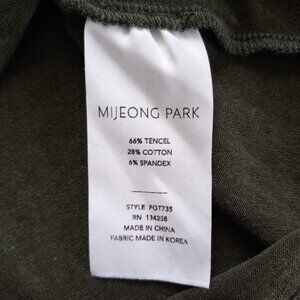 MIJEONG PARK
66% TENCEL
28% COTTON
6% SPANDEX
STYLE FGT735
RN 134258
MADE IN CHINA
FABRIC MADE IN KOREA